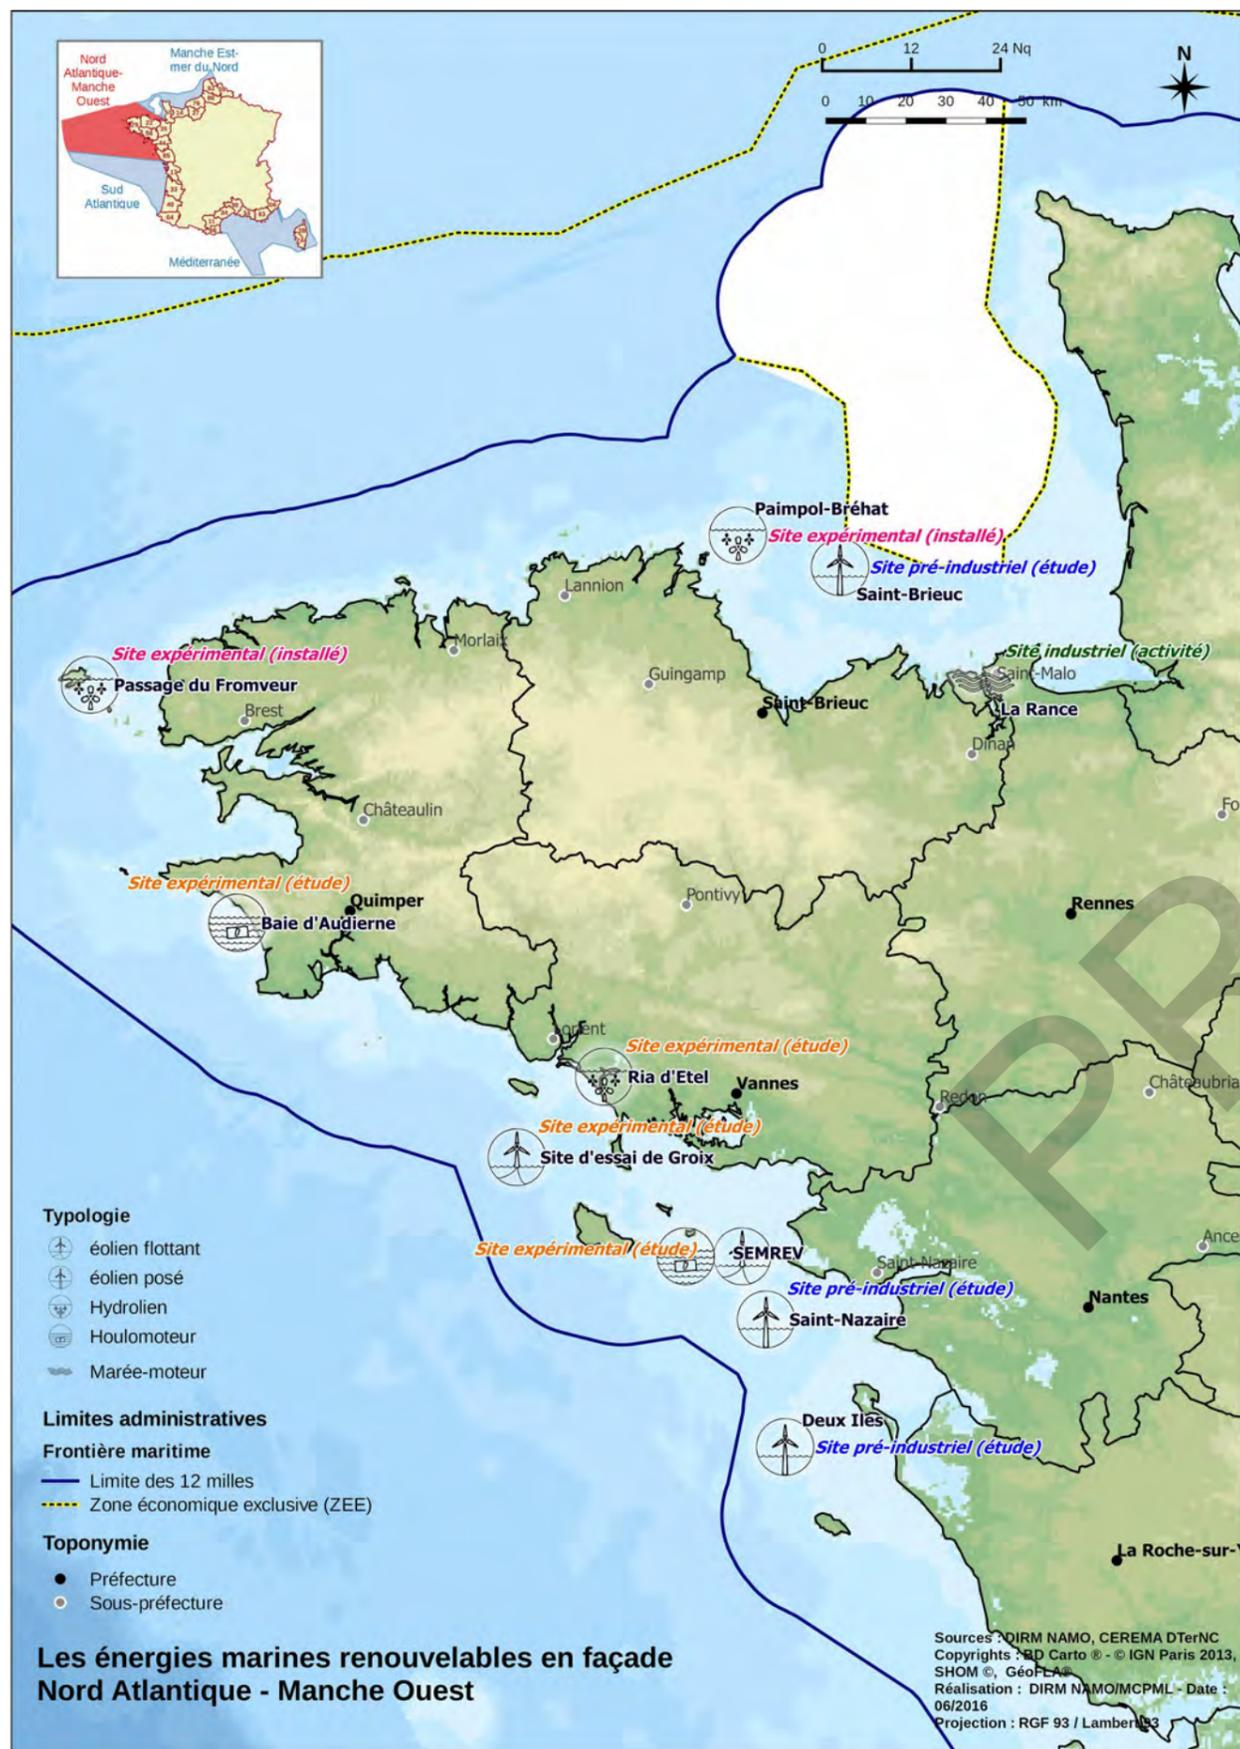 Nord
Atlantique-
Manche
Ouest
Manche Est-
mer du Nord
Sud
Atlantique
Méditerranée
0 12 24 Nq
0 10 20 30 40 50 km
N
Paimpol-Bréhat
Site expérimental (installé)
Site pré-industriel (étude)
Saint-Brieuc
Lannion
Morlaix
Site expérimental (installé)
Passage du Fromveur
Brest
Guingamp
Saint-Brieuc
Site industriel (activité)
Saint-Malo
La Rance
Dinan
Châteaulin
Fo
Site expérimental (étude)
Quimper
Baie d'Audierne
Pontivy
Rennes
PR
Lorient
Site expérimental (étude)
Ria d'Etel
Vannes
Redon
Châteaubria
Site expérimental (étude)
Site d'essai de Groix
Site expérimental (étude)
SEMREV
Saint-Nazaire
Ance
Site pré-industriel (étude)
Saint-Nazaire
Nantes
Deux Iles
Site pré-industriel (étude)
La Roche-sur-Y
Typologie
éolien flottant
éolien posé
Hydrolien
Houlomoteur
Marée-moteur
Limites administratives
Frontière maritime
Limite des 12 milles
Zone économique exclusive (ZEE)
Toponymie
Préfecture
Sous-préfecture
Les énergies marines renouvelables en façade
Nord Atlantique - Manche Ouest
Sources : DIRM NAMO, CEREMA DTerNC
Copyrights : BD Carto ® - © IGN Paris 2013,
SHOM ©, GéoFLA®
Réalisation : DIRM NAMO/MCPML - Date :
06/2016
Projection : RGF 93 / Lambert 93